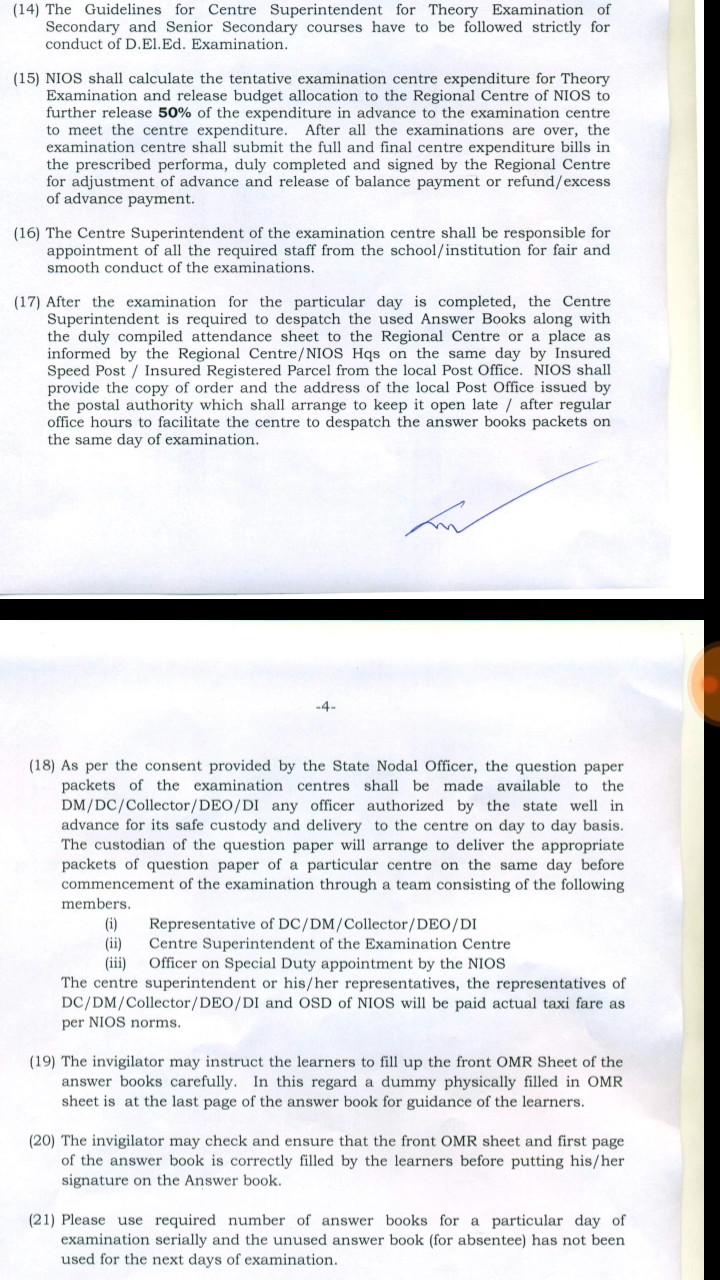 (14) The Guidelines for Centre Superintendent for Theory Examination of
Secondary and Senior Secondary courses have to be followed strictly for
conduct of D.El.Ed. Examination.
(15) NIOS shall calculate the tentative examination centre expenditure for Theory
Examination and release budget allocation to the Regional Centre of NIOS to
further release 50% of the expenditure in advance to the examination centre
to meet the centre expenditure. After all the examinations are over, the
examination centre shall submit the full and final centre expenditure bills in
the prescribed performa, duly completed and signed by the Regional Centre
for adjustment of advance and release of balance payment or refund/excess
of advance payment.
(16) The Centre Superintendent of the examination centre shall be responsible for
appointment of all the required staff from the school/institution for fair and
smooth conduct of the examinations.
(17) After the examination for the particular day is completed, the Centre
Superintendent is required to despatch the used Answer Books along with
the duly compiled attendance sheet to the Regional Centre or a place as
informed by the Regional Centre/NIOS Hqs on the same day by Insured
Speed Post / Insured Registered Parcel from the local Post Office. NIOS shall
provide the copy of order and the address of the local Post Office issued by
the postal authority which shall arrange to keep it open late / after regular
office hours to facilitate the centre to despatch the answer books packets on
the same day of examination.
-4-
(18) As per the consent provided by the State Nodal Officer, the question paper
packets of the examination centres shall be made available to the
DM/DC/Collector/DEO/DI any officer authorized by the state well in
advance for its safe custody and delivery to the centre on day to day basis.
The custodian of the question paper will arrange to deliver the appropriate
packets of question paper of a particular centre on the same day before
commencement of the examination through a team consisting of the following
members.
(i) Representative of DC/DM/Collector/DEO/DI
(ii) Centre Superintendent of the Examination Centre
(iii) Officer on Special Duty appointment by the NIOS
The centre superintendent or his/her representatives, the representatives of
DC/DM/Collector/DEO/DI and OSD of NIOS will be paid actual taxi fare as
per NIOS norms.
(19) The invigilator may instruct the learners to fill up the front OMR Sheet of the
answer books carefully. In this regard a dummy physically filled in OMR
sheet is at the last page of the answer book for guidance of the learners.
(20) The invigilator may check and ensure that the front OMR sheet and first page
of the answer book is correctly filled by the learners before putting his/her
signature on the Answer book.
(21) Please use required number of answer books for a particular day of
examination serially and the unused answer book (for absentee) has not been
used for the next days of examination.